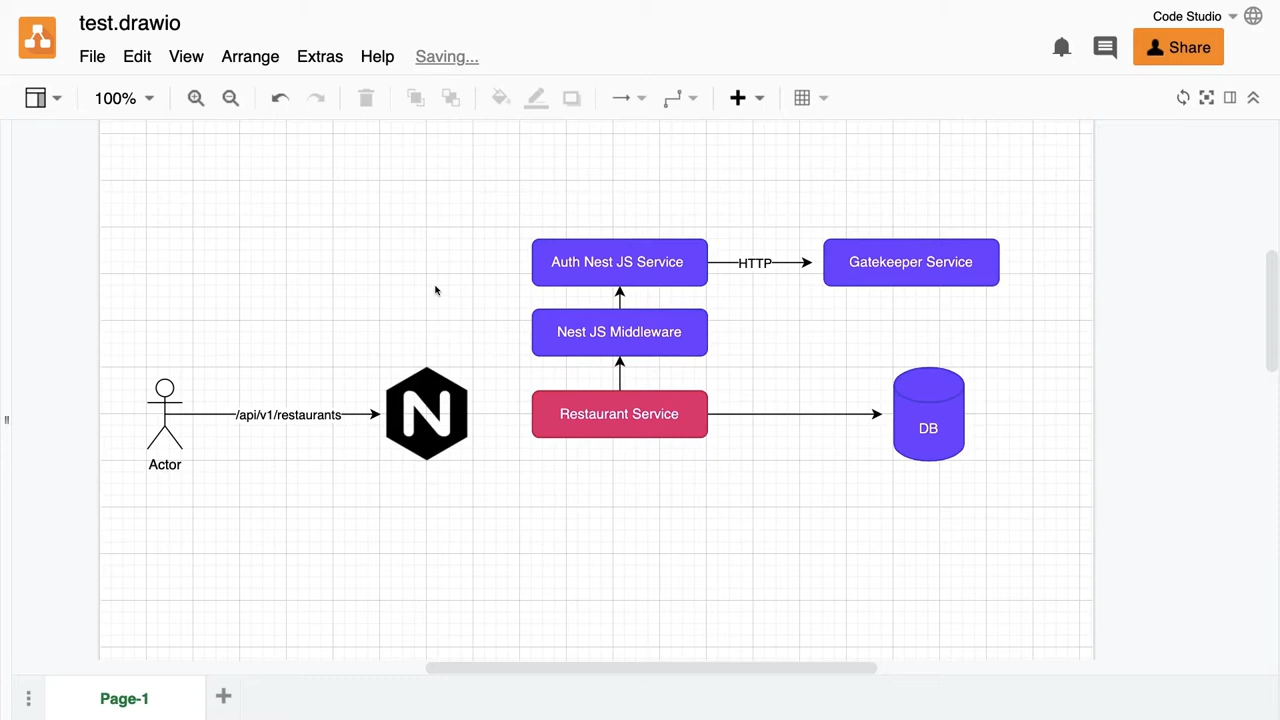 test.drawio
Code Studio
File Edit View Arrange Extras Help Saving...
Share
100%
Auth Nest JS Service
HTTP
Gatekeeper Service
Nest JS Middleware
/api/v1/restaurants
N
Restaurant Service
DB
Actor
Page-1